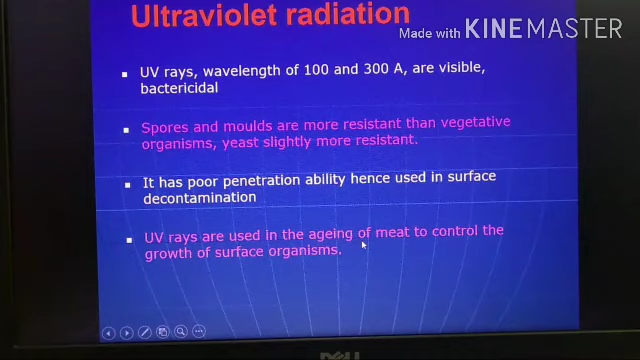 Ultraviolet radiation
Made with KINEMASTER
UV rays, wavelength of 100 and 300 A, are visible,
bactericidal
Spores and moulds are more resistant than vegetative
organisms, yeast slightly more resistant.
It has poor penetration ability hence used in surface
decontamination
UV rays are used in the ageing of meat to control the
growth of surface organisms.
DELL